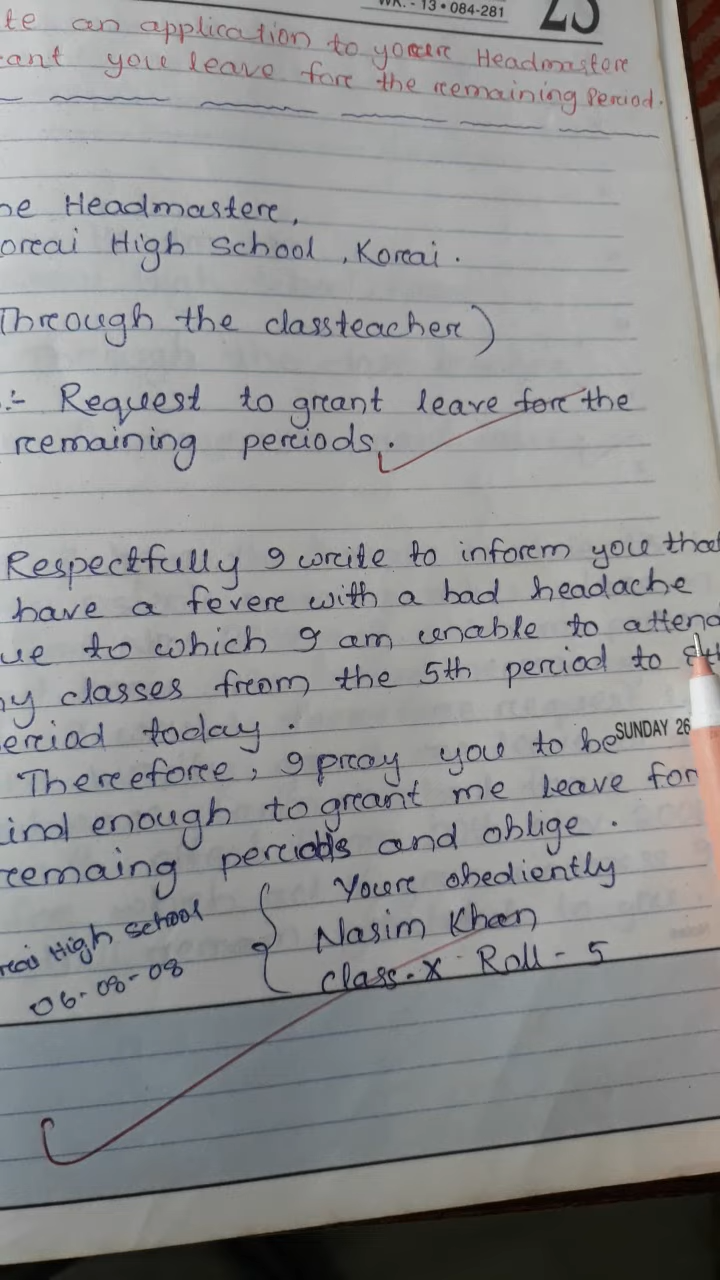 WK. - 13 • 084-281
te an application to your Headmaster
ant you leave for the remaining Period.
he Headmaster,
orai High School, Korai.
Through the classteacher)
:- Request to grant leave for the
remaining periods.
Respectfully I write to inform you that
have a fever with a bad headache
ue to which I am unable to attend
y classes from the 5th period to 8th
eriod today.
SUNDAY 26
Therefore, I pray you to be
ind enough to grant me leave for
remaing periods and oblige.
Your obediently
rai High School
Nasim Khan
06-08-08
Class-X Roll - 5